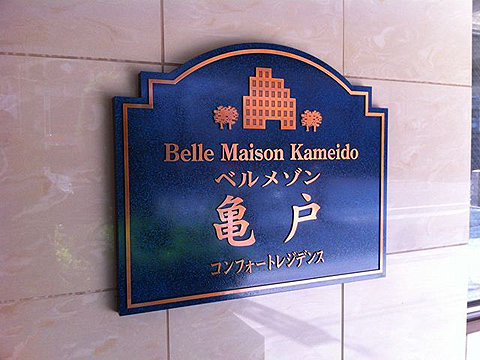 Belle Maison Kameido
ベルメゾン
亀戸
コンフォートレジデンス